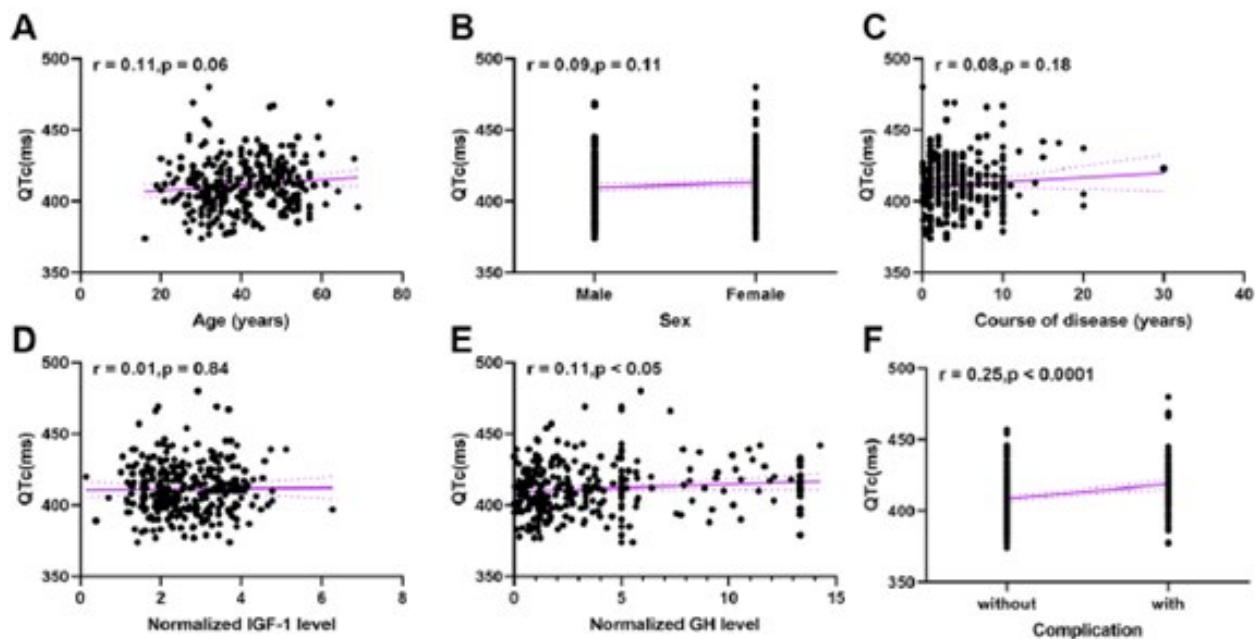 A
B
C
r = 0.11,p = 0.06
r = 0.09,p = 0.11
r = 0.08,p = 0.18
500
450
400
350
QTc(ms)
0
20
40
60
80
Age (years)
500
450
400
350
QTc(ms)
Male
Female
Sex
500
450
400
350
QTc(ms)
0
10
20
30
40
Course of disease (years)
D
E
F
r = 0.01,p = 0.84
r = 0.11,p < 0.05
r = 0.25,p < 0.0001
500
450
400
350
QTc(ms)
0
2
4
6
8
Normalized IGF-1 level
500
450
400
350
QTc(ms)
0
5
10
15
Normalized GH level
500
450
400
350
QTc(ms)
without
with
Complication